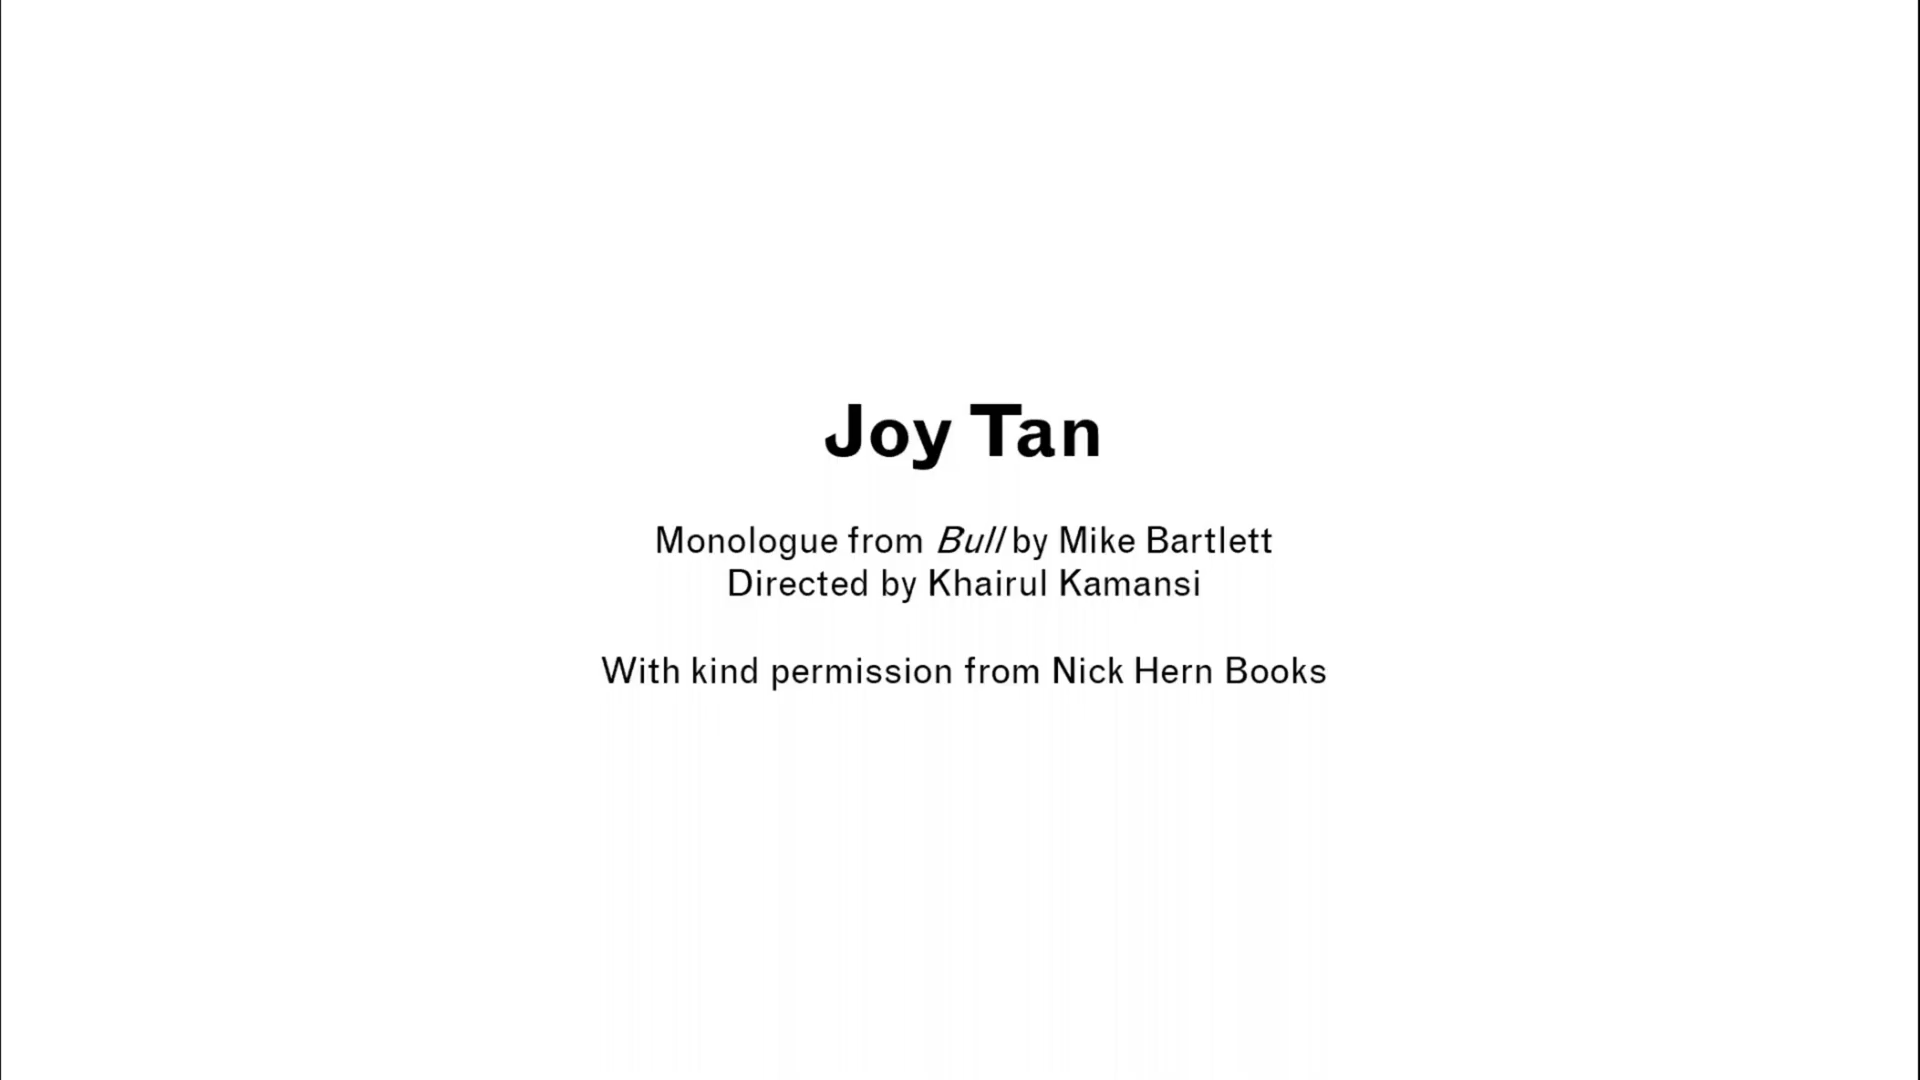 Joy Tan
Monologue from Bull by Mike Bartlett
Directed by Khairul Kamansi
With kind permission from Nick Hern Books